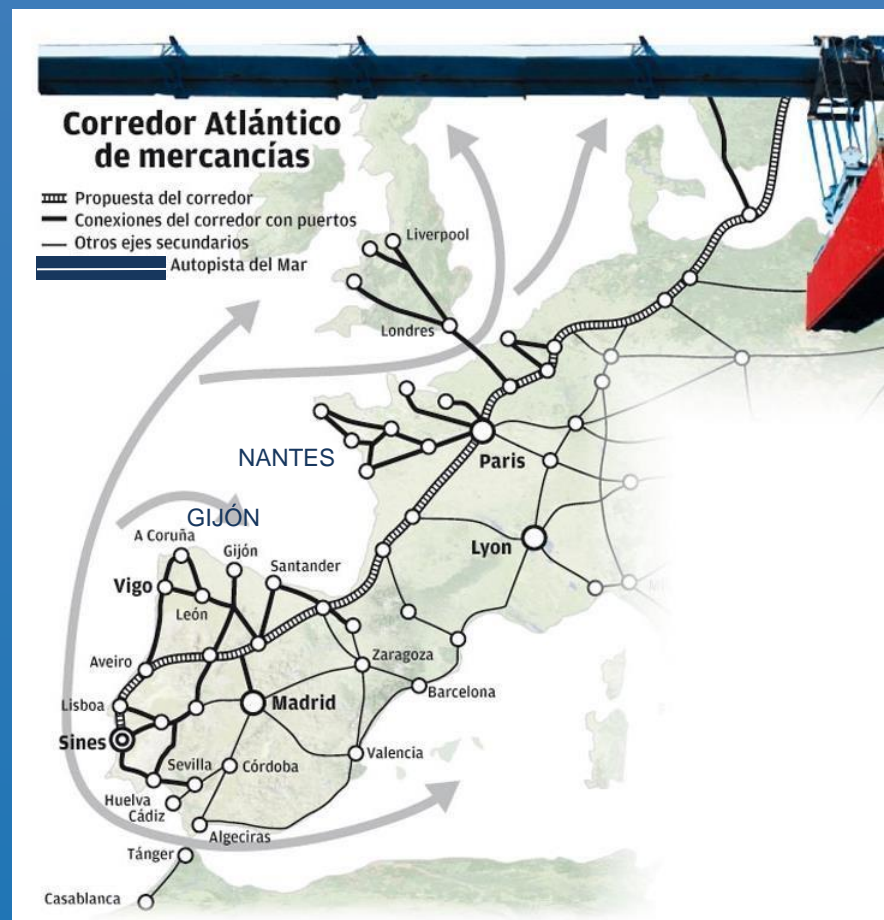 Corredor Atlántico
de mercancías
Propuesta del corredor
Conexiones del corredor con puertos
Otros ejes secundarios
Autopista del Mar
Liverpool
Londres
NANTES
Paris
GIJÓN
A Coruña
Gijón
Santander
Lyon
Vigo
León
Aveiro
Zaragoza
Barcelona
Lisboa
Madrid
Sines
Valencia
Sevilla
Córdoba
Huelva
Cádiz
Algeciras
Tánger
Casablanca